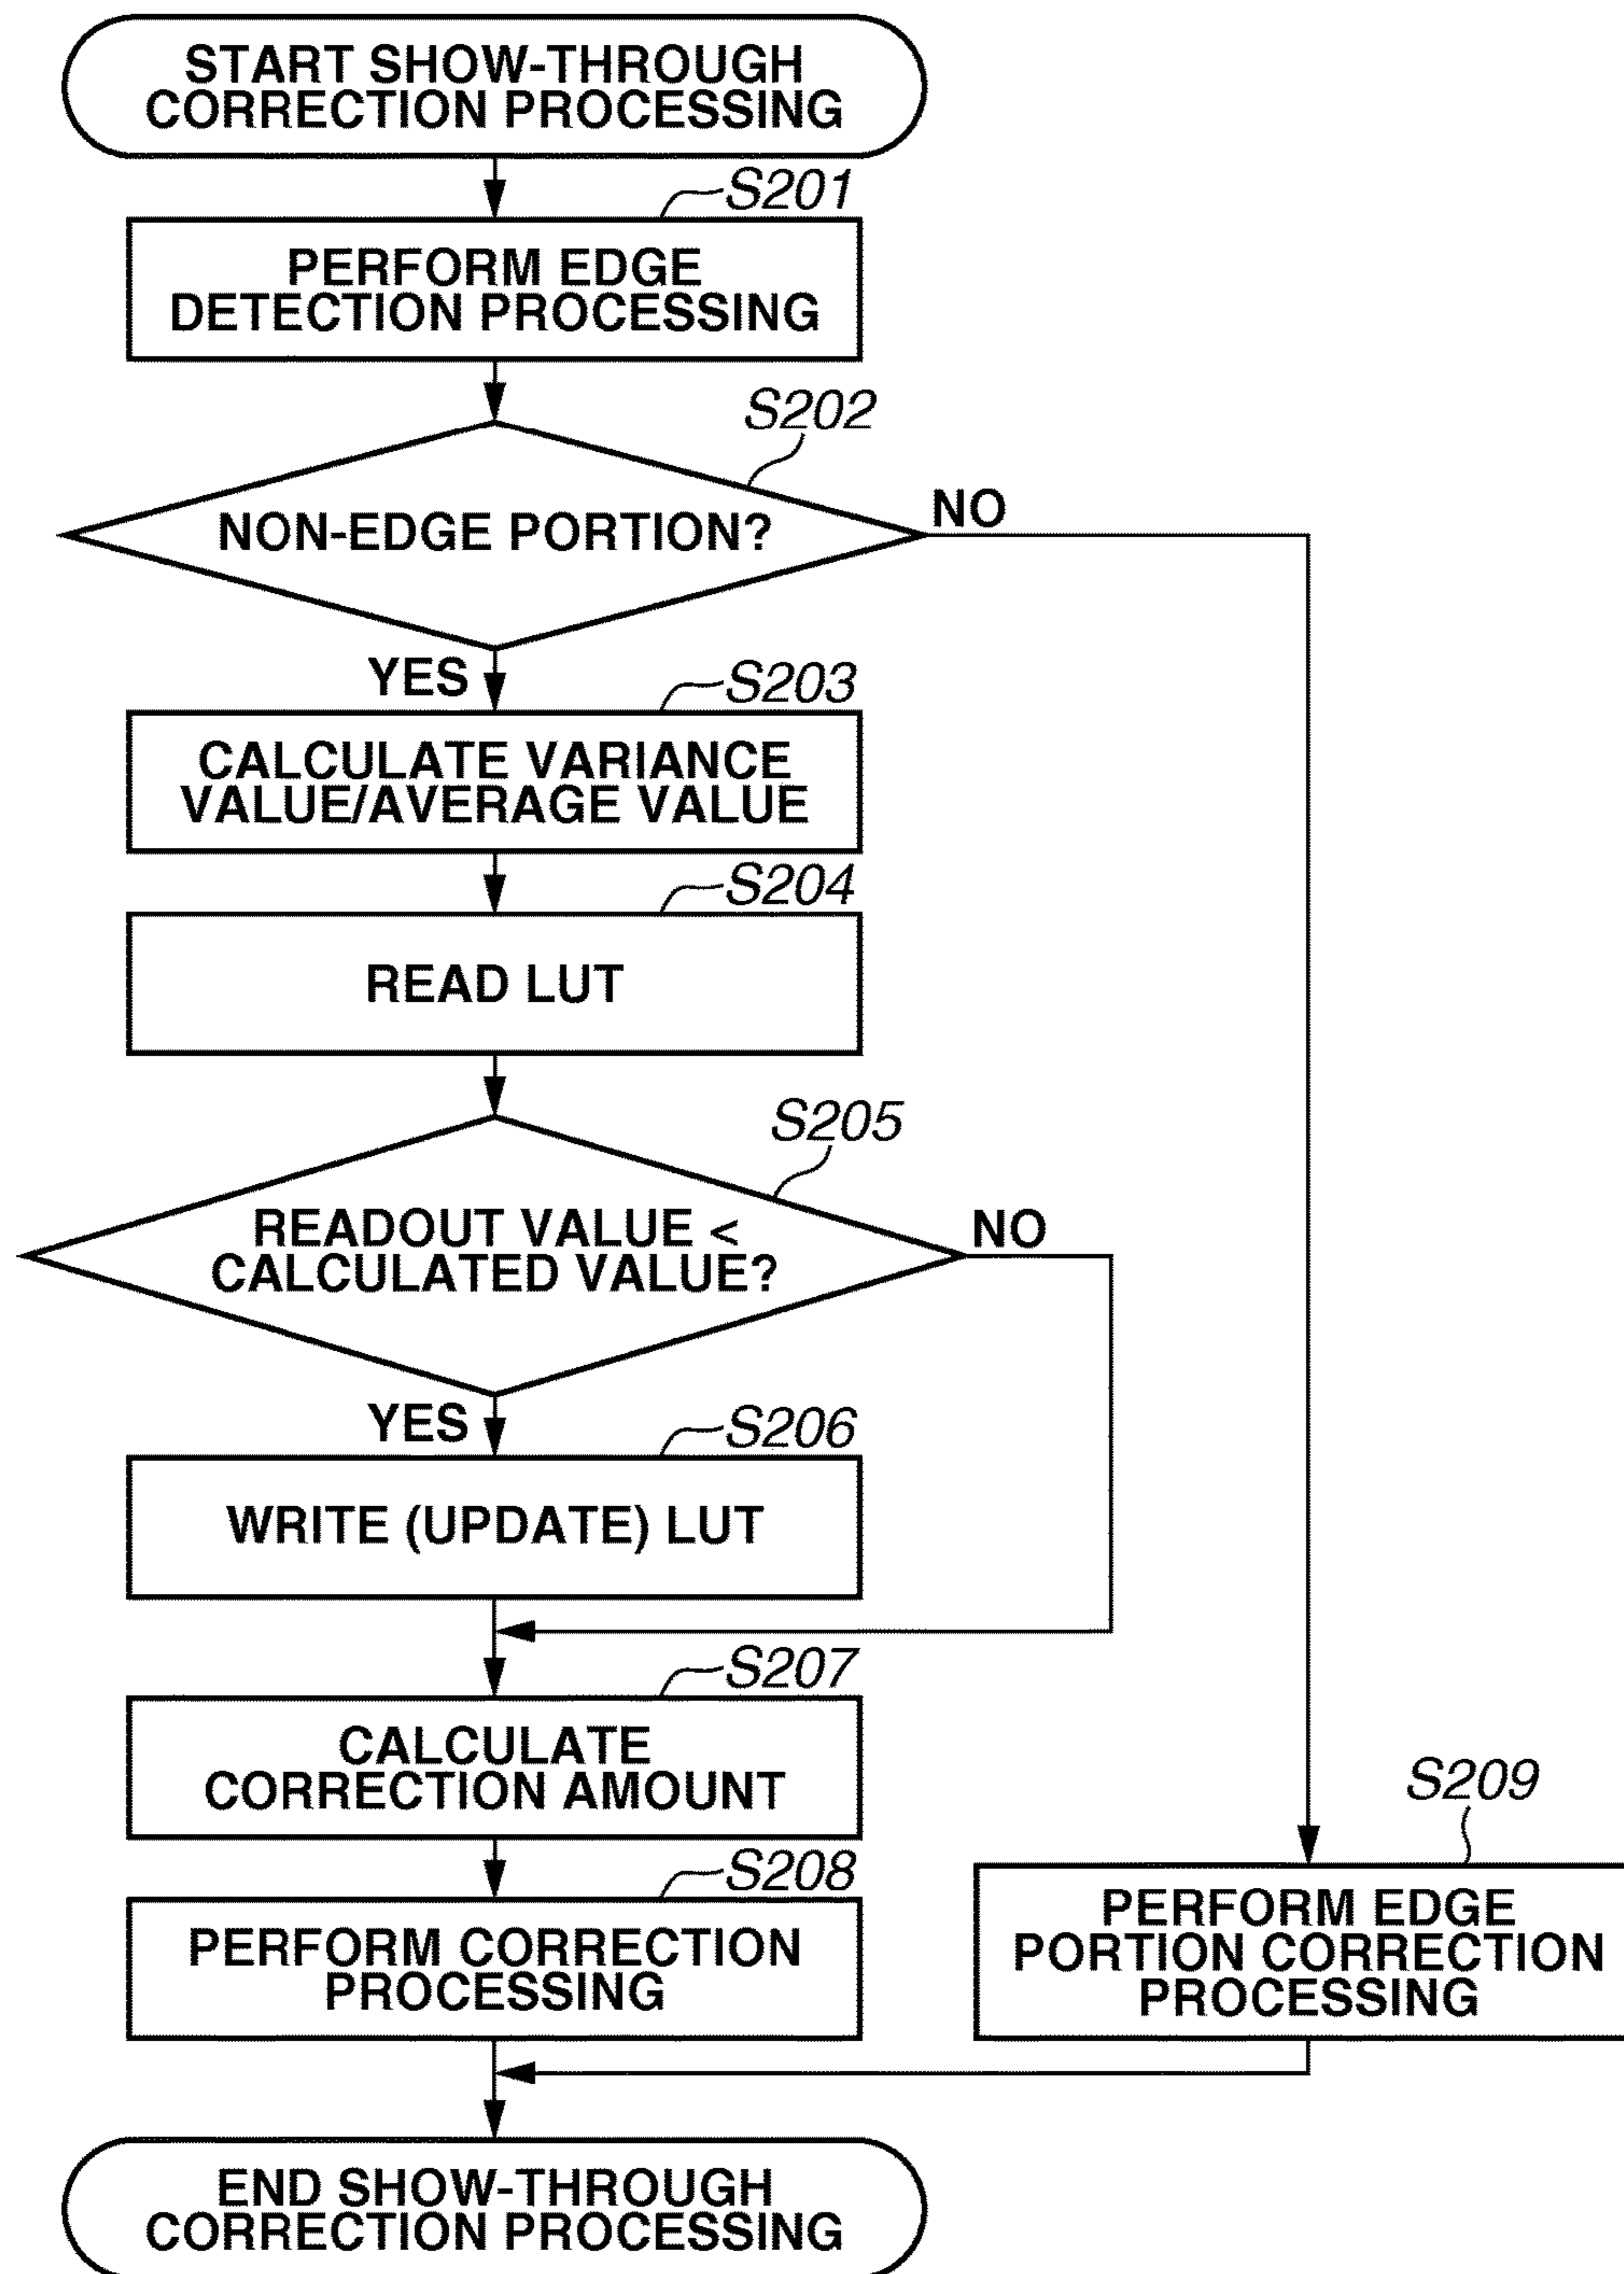 START SHOW-THROUGH
CORRECTION PROCESSING
S201
PERFORM EDGE
DETECTION PROCESSING
S202
NON-EDGE PORTION?
NO
YES
S203
CALCULATE VARIANCE
VALUE/AVERAGE VALUE
S204
READ LUT
S205
READOUT VALUE <
CALCULATED VALUE?
NO
YES
S206
WRITE (UPDATE) LUT
S207
CALCULATE
CORRECTION AMOUNT
S208
PERFORM CORRECTION
PROCESSING
S209
PERFORM EDGE
PORTION CORRECTION
PROCESSING
END SHOW-THROUGH
CORRECTION PROCESSING